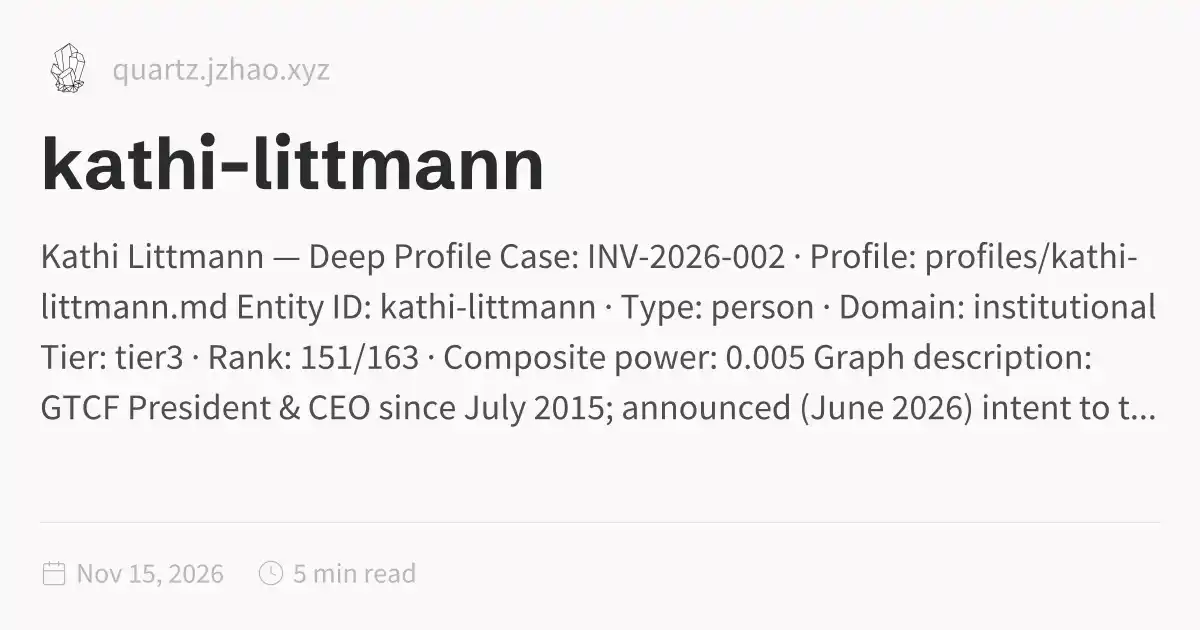 quartz.jzhao.xyz
kathi-littmann
Kathi Littmann — Deep Profile Case: INV-2026-002 · Profile: profiles/kathi-
littmann.md Entity ID: kathi-littmann · Type: person · Domain: institutional
Tier: tier3 · Rank: 151/163 · Composite power: 0.005 Graph description:
GTCF President & CEO since July 2015; announced (June 2026) intent to t...
Nov 15, 2026 5 min read